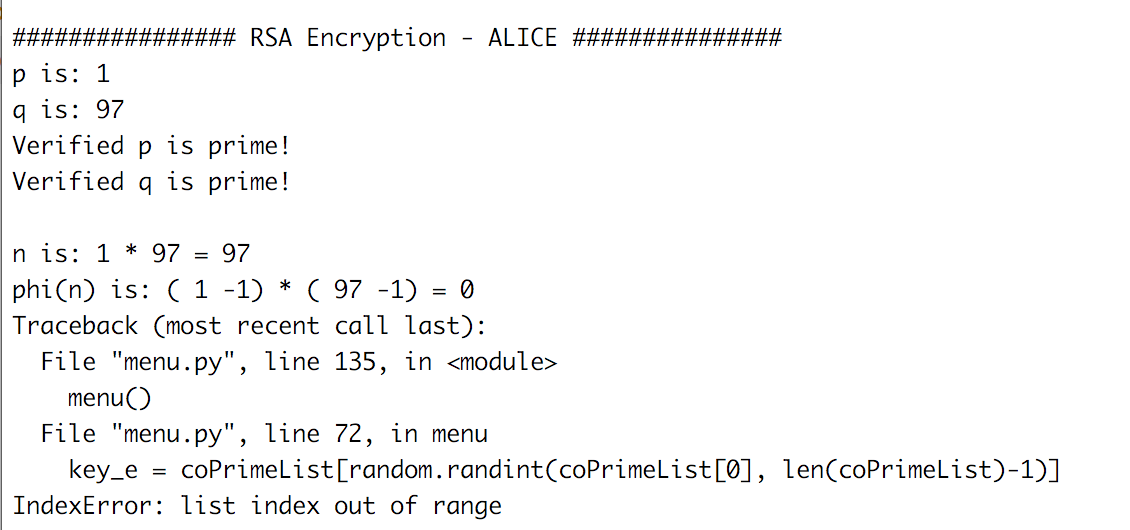 ################ RSA Encryption - ALICE ###############
p is: 1
q is: 97
Verified p is prime!
Verified q is prime!
n is: 1 * 97 = 97
phi(n) is: ( 1 -1) * ( 97 -1) = 0
Traceback (most recent call last):
File "menu.py", line 135, in <module>
menu()
File "menu.py", line 72, in menu
key_e = coPrimeList[random.randint(coPrimeList[0], len(coPrimeList)-1)]
IndexError: list index out of range